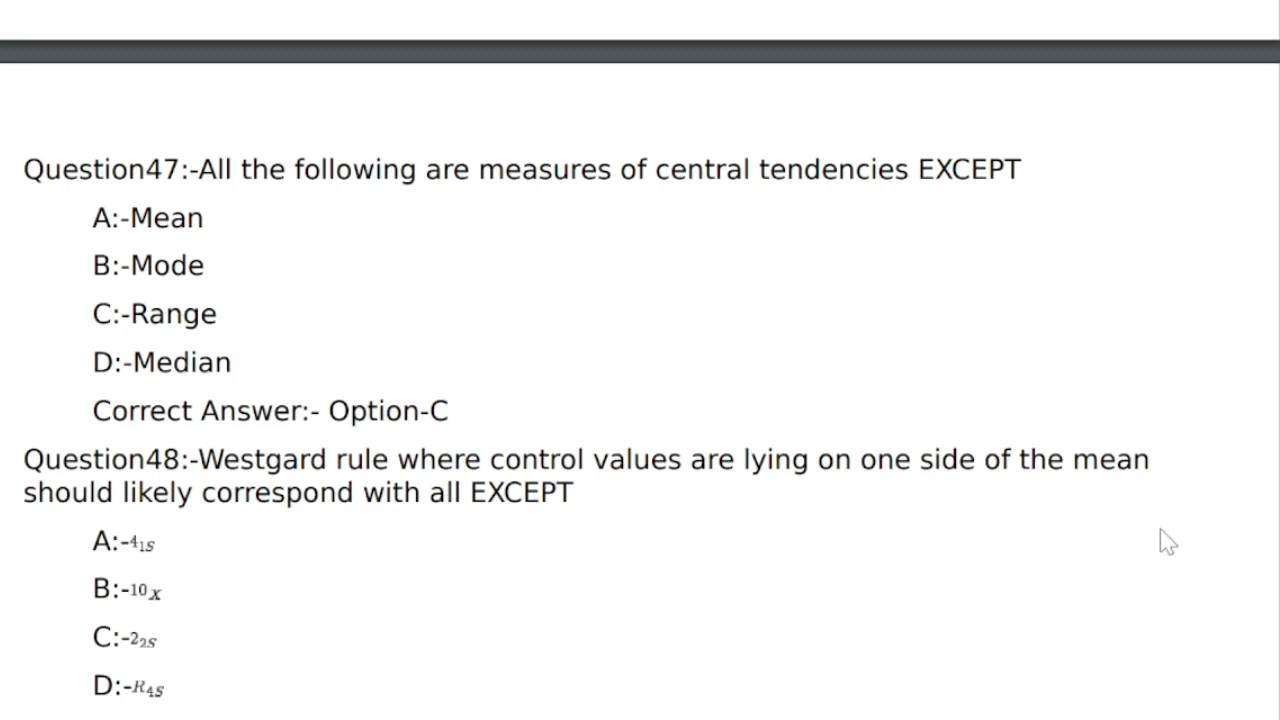 Question47:-All the following are measures of central tendencies EXCEPT
A:-Mean
B:-Mode
C:-Range
D:-Median
Correct Answer:- Option-C
Question48:-Westgard rule where control values are lying on one side of the mean
should likely correspond with all EXCEPT
A:-4₁S
B:-10X
C:-2₂S
D:-R₄S